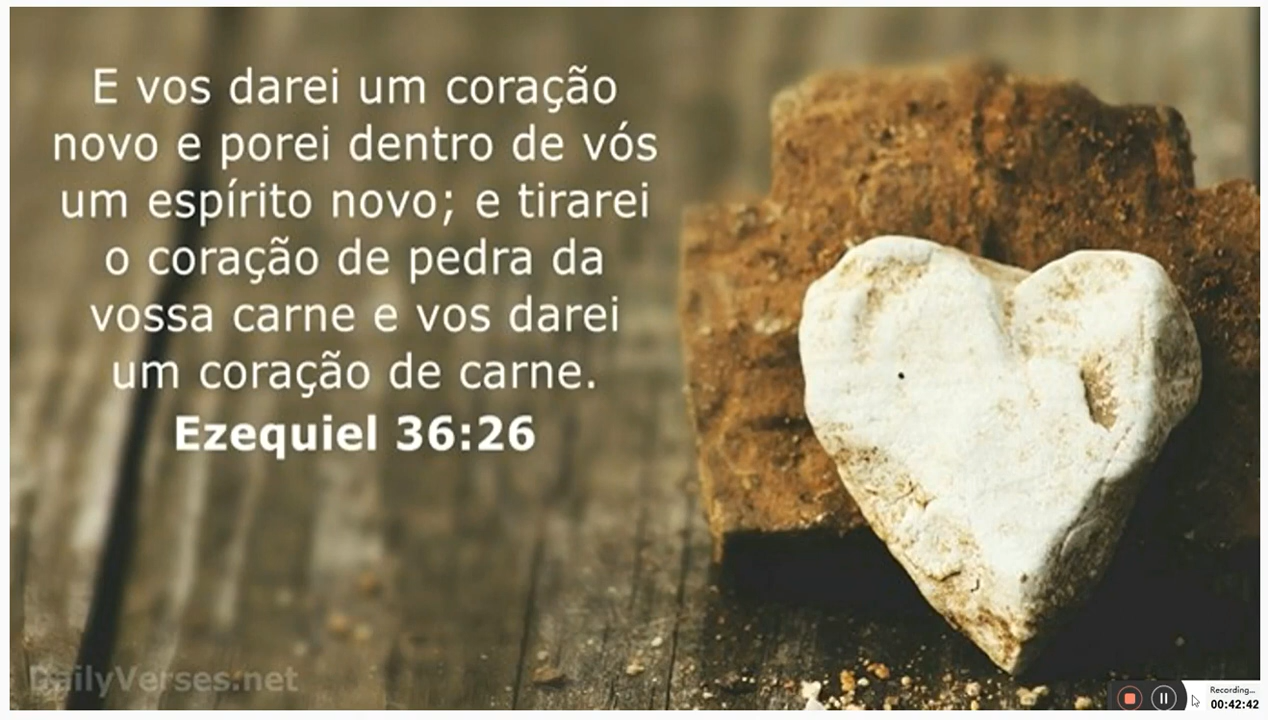 E vos darei um coração
novo e porei dentro de vós
um espírito novo; e tirarei
o coração de pedra da
vossa carne e vos darei
um coração de carne.
Ezequiel 36:26
DailyVerses.net
Recording...
00:42:42